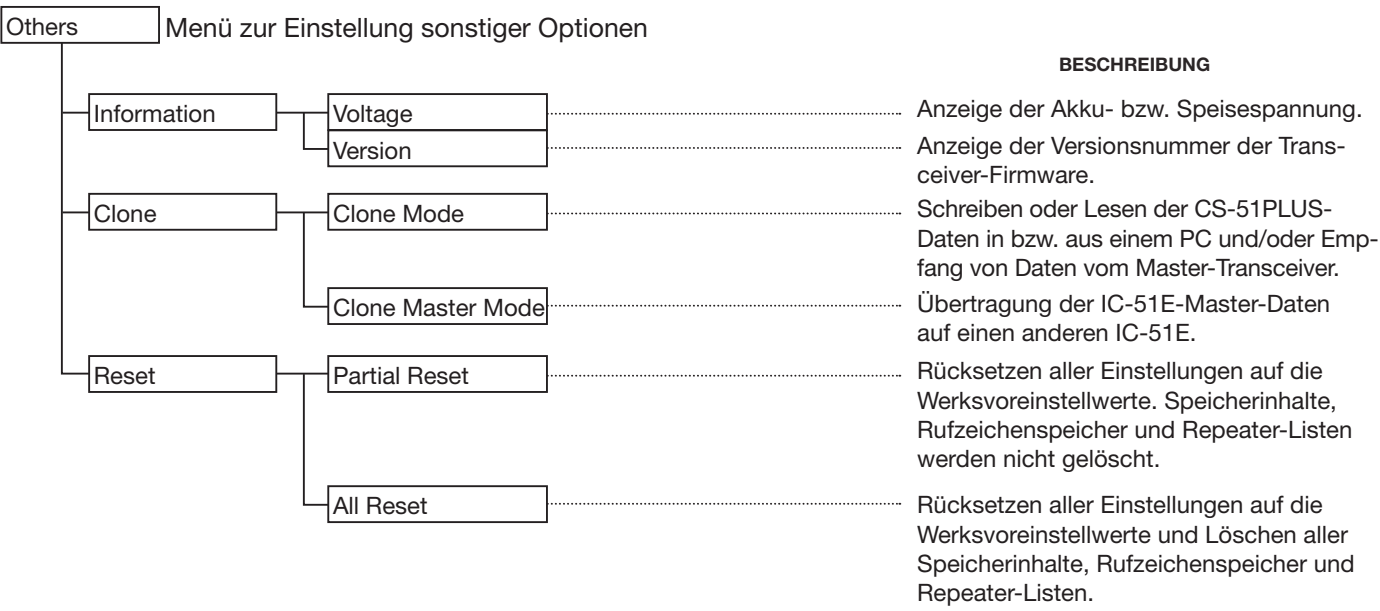 Others Menü zur Einstellung sonstiger Optionen
BESCHREIBUNG
Information Voltage Anzeige der Akku- bzw. Speisespannung.
Version Anzeige der Versionsnummer der Trans-
ceiver-Firmware.
Clone Clone Mode Schreiben oder Lesen der CS-51PLUS-
Daten in bzw. aus einem PC und/oder Emp-
fang von Daten vom Master-Transceiver.
Clone Master Mode Übertragung der IC-51E-Master-Daten
auf einen anderen IC-51E.
Reset Partial Reset Rücksetzen aller Einstellungen auf die
Werksvoreinstellwerte. Speicherinhalte,
Rufzeichenspeicher und Repeater-Listen
werden nicht gelöscht.
All Reset Rücksetzen aller Einstellungen auf die
Werksvoreinstellwerte und Löschen aller
Speicherinhalte, Rufzeichenspeicher und
Repeater-Listen.